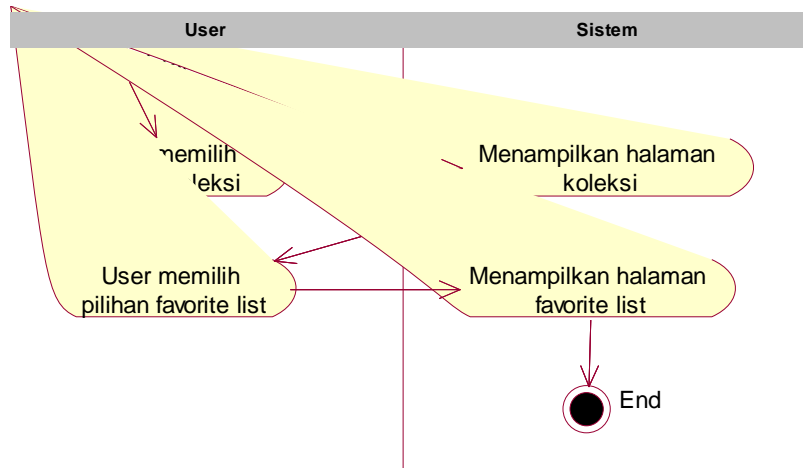 User
Sistem
memilih
leksi
Menampilkan halaman
koleksi
User memilih
pilihan favorite list
Menampilkan halaman
favorite list
End